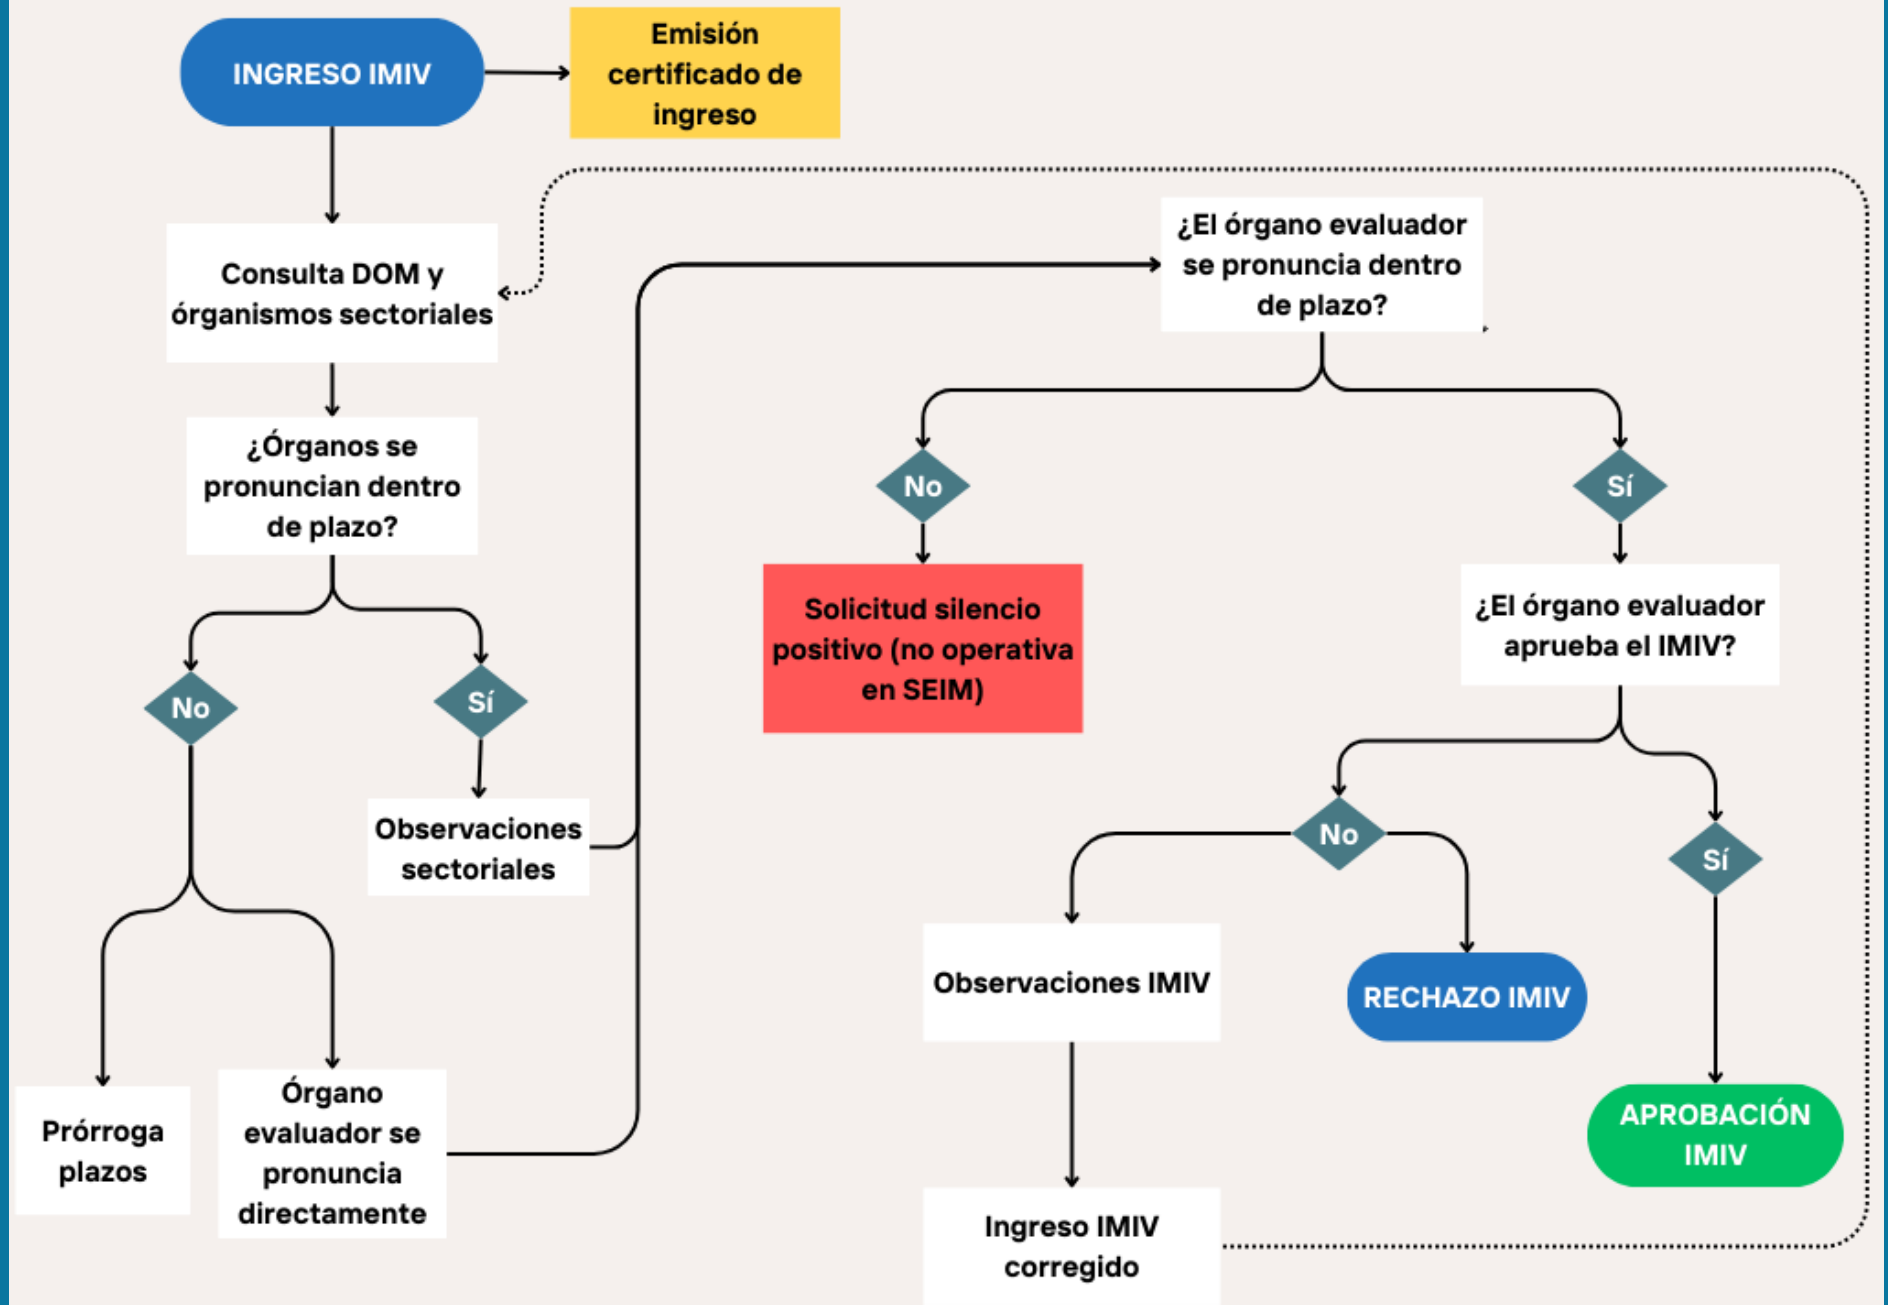 INGRESO IMIV
Emisión
certificado de
ingreso
Consulta DOM y
órganismos sectoriales
¿Órganos se
pronuncian dentro
de plazo?
No
Sí
Observaciones
sectoriales
Prórroga
plazos
Órgano
evaluador se
pronuncia
directamente
¿El órgano evaluador
se pronuncia dentro
de plazo?
No
Sí
Solicitud silencio
positivo (no operativa
en SEIM)
¿El órgano evaluador
aprueba el IMIV?
No
Sí
Observaciones IMIV
RECHAZO IMIV
APROBACIÓN
IMIV
Ingreso IMIV
corregido